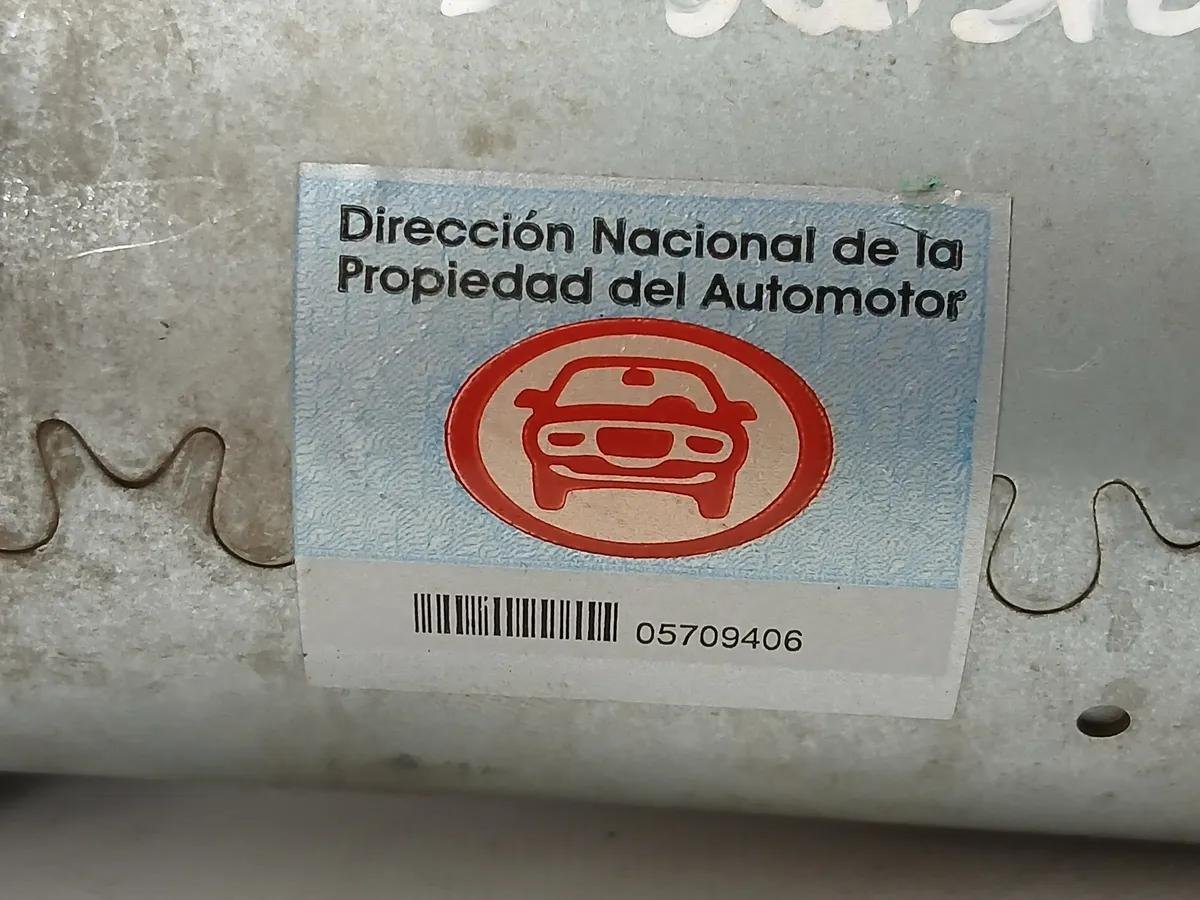 Dirección Nacional de la
Propiedad del Automotor
05709406